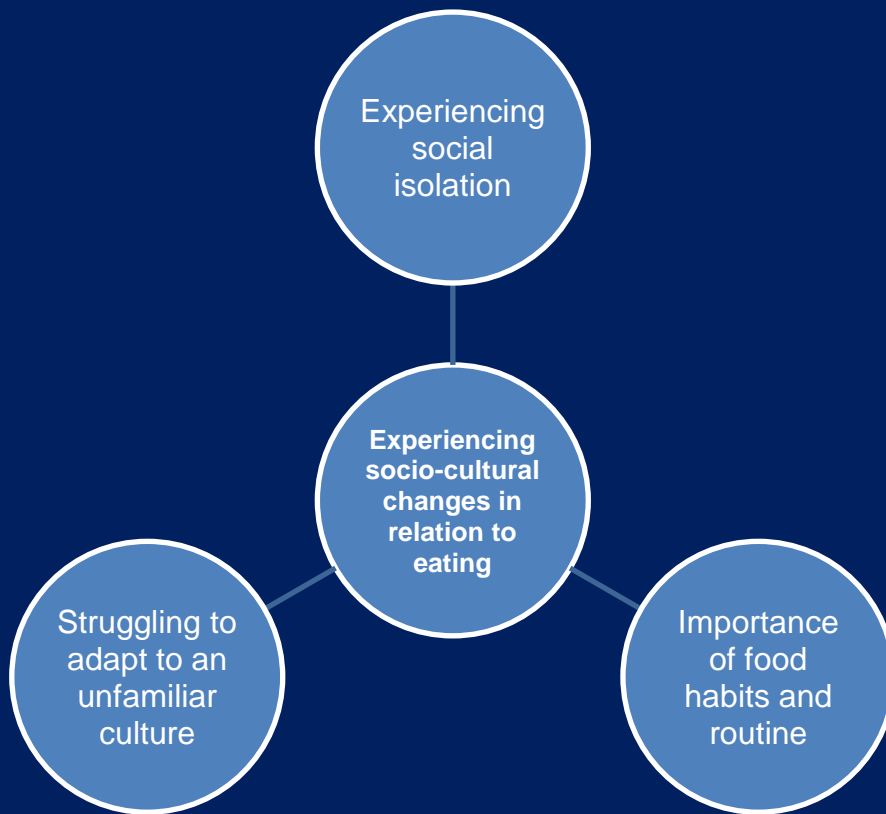 Experiencing
social
isolation
Experiencing
socio-cultural
changes in
relation to
eating
Struggling to
adapt to an
unfamiliar
culture
Importance
of food
habits and
routine